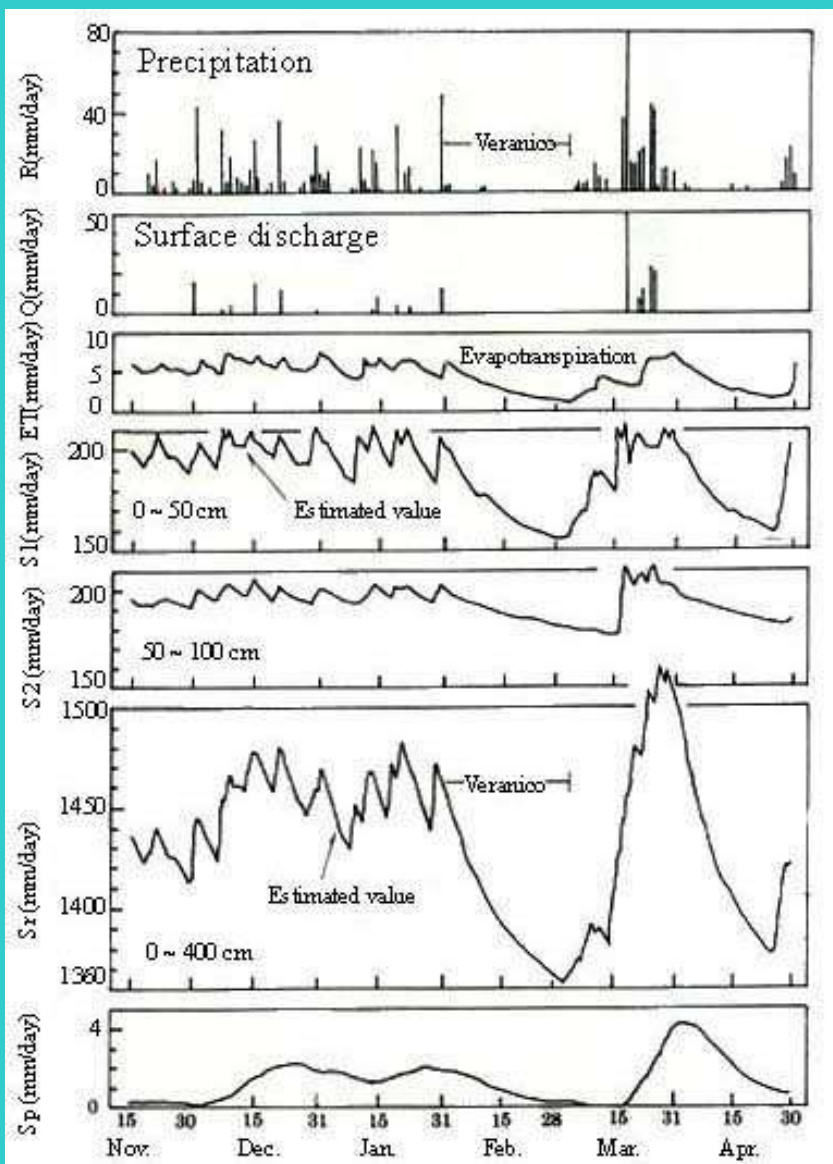 80
Precipitation
R(mm/day)
40
Veranico
0
50
Surface discharge
Q(mm/day)
0
10
Evapotranspiration
ET(mm/day)
5
0
200
S1(mm/day)
Estimated value
0 ~ 50 cm
150
200
S2(mm/day)
50 ~ 100 cm
150
1500
Veranico
1450
Sr(mm/day)
Estimated value
1400
0 ~ 400 cm
1360
4
Sp(mm/day)
0
15 30 15 31 15 31 15 28 15 31 15 30
Nov. Dec. Jan. Feb. Mar. Apr.